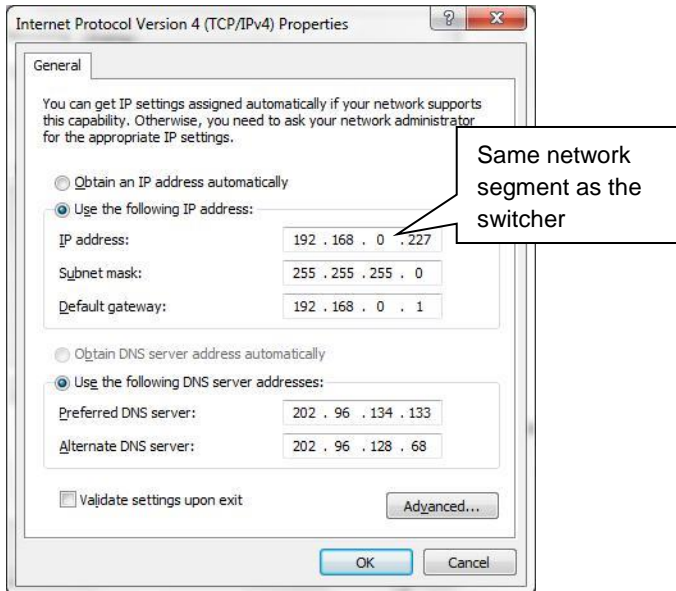 Internet Protocol Version 4 (TCP/IPv4) Properties
General
You can get IP settings assigned automatically if your network supports
this capability. Otherwise, you need to ask your network administrator
for the appropriate IP settings.
Obtain an IP address automatically
Use the following IP address:
IP address: 192 . 168 . 0 . 227
Subnet mask: 255 . 255 . 255 . 0
Default gateway: 192 . 168 . 0 . 1
Same network
segment as the
switcher
Obtain DNS server address automatically
Use the following DNS server addresses:
Preferred DNS server: 202 . 96 . 134 . 133
Alternate DNS server: 202 . 96 . 128 . 68
Validate settings upon exit
Advanced...
OK Cancel